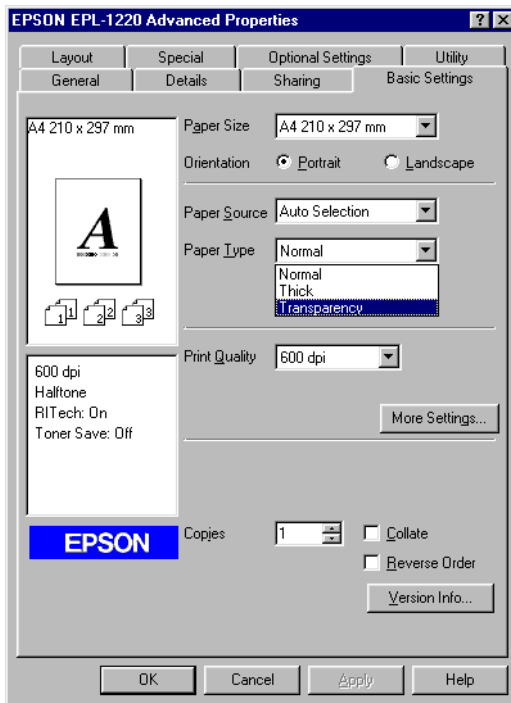 EPSON EPL-1220 Advanced Properties
Layout Special Optional Settings Utility
General Details Sharing Basic Settings
A4 210 x 297 mm
A
1 1 2 2 3 3
Paper Size A4 210 x 297 mm
Orientation Portrait Landscape
Paper Source Auto Selection
Paper Type Normal
Normal
Thick
Transparency
600 dpi
Halftone
RITech: On
Toner Save: Off
Print Quality 600 dpi
More Settings...
EPSON
Copies 1 Collate
Reverse Order
Version Info...
OK Cancel Apply Help